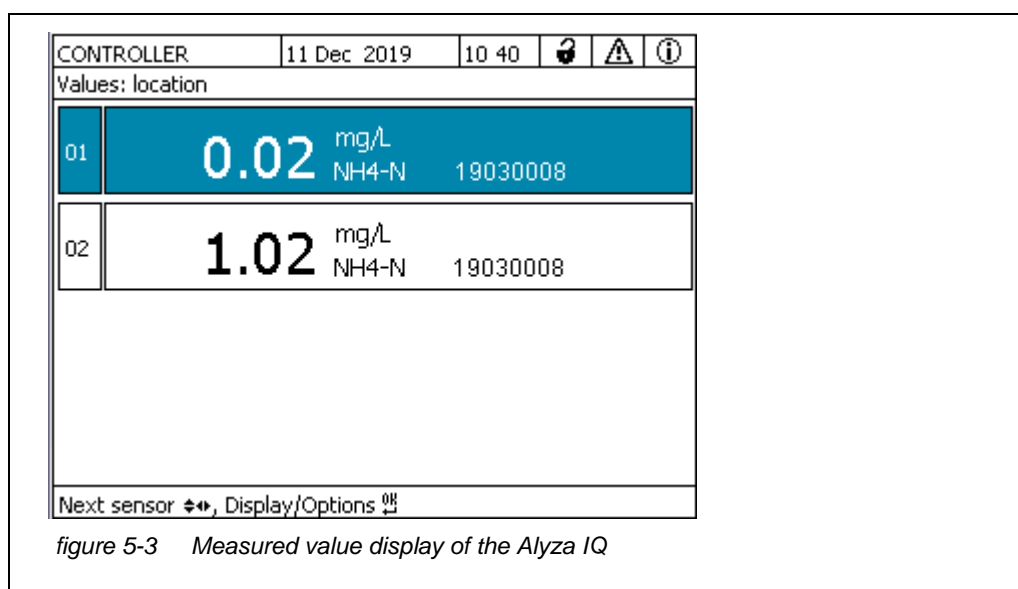 CONTROLLER 11 Dec 2019 10 40
Values: location
01 0.02 mg/L NH4-N 19030008
02 1.02 mg/L NH4-N 19030008
Next sensor, Display/Options OK
figure 5-3 Measured value display of the Alyza IQ